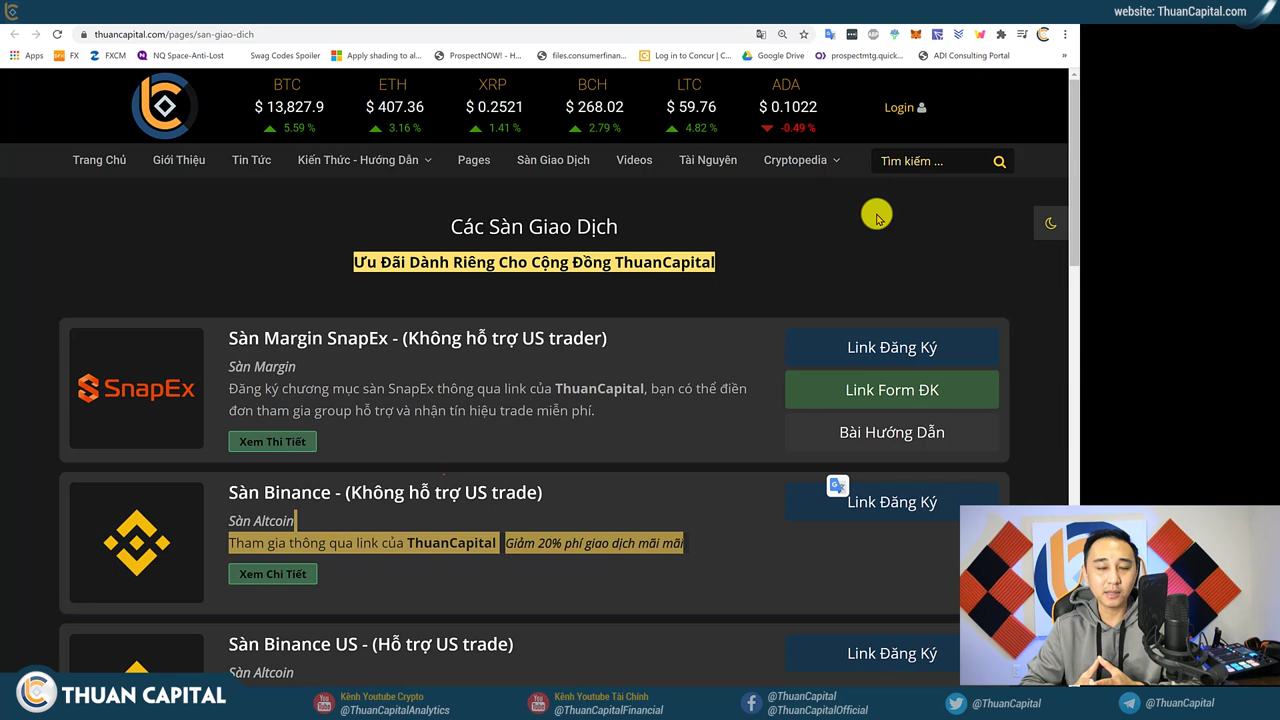 website: ThuanCapital.com
thuancapital.com/pages/san-giao-dich
Apps
FX
FXCM
NQ Space-Anti-Lost
Swag Codes Spoiler
Apply shading to al...
ProspectNOW! - H...
files.consumerfinan...
Log in to Concur | C...
Google Drive
prospectmtg.quick...
ADI Consulting Portal
»
BTC
ETH
XRP
BCH
LTC
ADA
$ 13,827.9
$ 407.36
$ 0.2521
$ 268.02
$ 59.76
$ 0.1022
Login
5.59 %
3.16 %
1.41 %
2.79 %
4.82 %
-0.49 %
Trang Chủ
Giới Thiệu
Tin Tức
Kiến Thức - Hướng Dẫn
Pages
Sàn Giao Dịch
Videos
Tài Nguyên
Cryptopedia
Tìm kiếm ...
Các Sàn Giao Dịch
Ưu Đãi Dành Riêng Cho Cộng Đồng ThuanCapital
Sàn Margin SnapEx - (Không hỗ trợ US trader)
Sàn Margin
Đăng ký chương mục sàn SnapEx thông qua link của ThuanCapital, bạn có thể điền
đơn tham gia group hỗ trợ và nhận tín hiệu trade miễn phí.
Xem Thi Tiết
SnapEx
Link Đăng Ký
Link Form ĐK
Bài Hướng Dẫn
Sàn Binance - (Không hỗ trợ US trade)
Sàn Altcoin
Tham gia thông qua link của ThuanCapital Giảm 20% phí giao dịch mãi mãi
Xem Chi Tiết
Link Đăng Ký
Sàn Binance US - (Hỗ trợ US trade)
Sàn Altcoin
Link Đăng Ký
THUAN CAPITAL
Kênh Youtube Crypto
@ThuanCapitalAnalytics
Kênh Youtube Tài Chính
@ThuanCapitalFinancial
@ThuanCapital
@ThuanCapitalOfficial
@ThuanCapital
@ThuanCapital